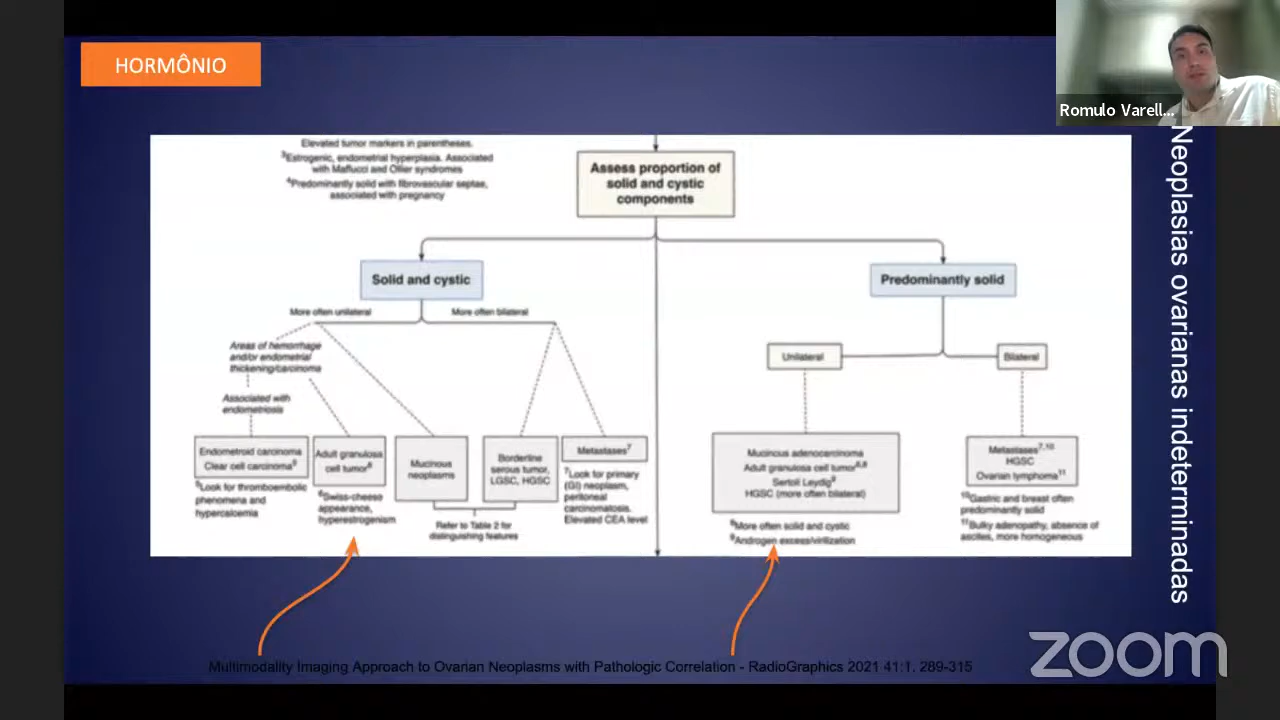 HORMÔNIO
Romulo Varell...
Neoplasias ovarianas indeterminadas
Elevated tumor markers in parentheses.
3Estrogenic, endometrial hyperplasia. Associated
with Maffucci and Ollier syndromes
4Predominantly solid with fibrovascular septae,
associated with pregnancy
Assess proportion of
solid and cystic
components
Solid and cystic
Predominantly solid
More often unilateral
More often bilateral
Areas of hemorrhage
and/or endometrial
thickening/carcinoma
Associated with
endometriosis
Unilateral
Bilateral
Endometroid carcinoma
Clear cell carcinoma5
5Look for thromboembolic
phenomena and
hypercalcemia
Adult granulosa
cell tumor6
6Swiss-cheese
appearance,
hyperestrogenism
Mucinous
neoplasms
Borderline
serous tumor,
LGSC, HGSC
Refer to Table 2 for
distinguishing features
Metastases7
7Look for primary
(GI) neoplasm,
peritoneal
carcinomatosis.
Elevated CEA level
Mucinous adenocarcinoma
Adult granulosa cell tumor6,8
Sertoli Leydig9
HGSC (more often bilateral)
8More often solid and cystic
9Androgen excess/virilization
Metastases7,10
HGSC
Ovarian lymphoma11
10Gastric and breast often
predominantly solid
11Bulky adenopathy, absence of
ascites, more homogeneous
Multimodality Imaging Approach to Ovarian Neoplasms with Pathologic Correlation - RadioGraphics 2021 41:1, 289-315
zoom